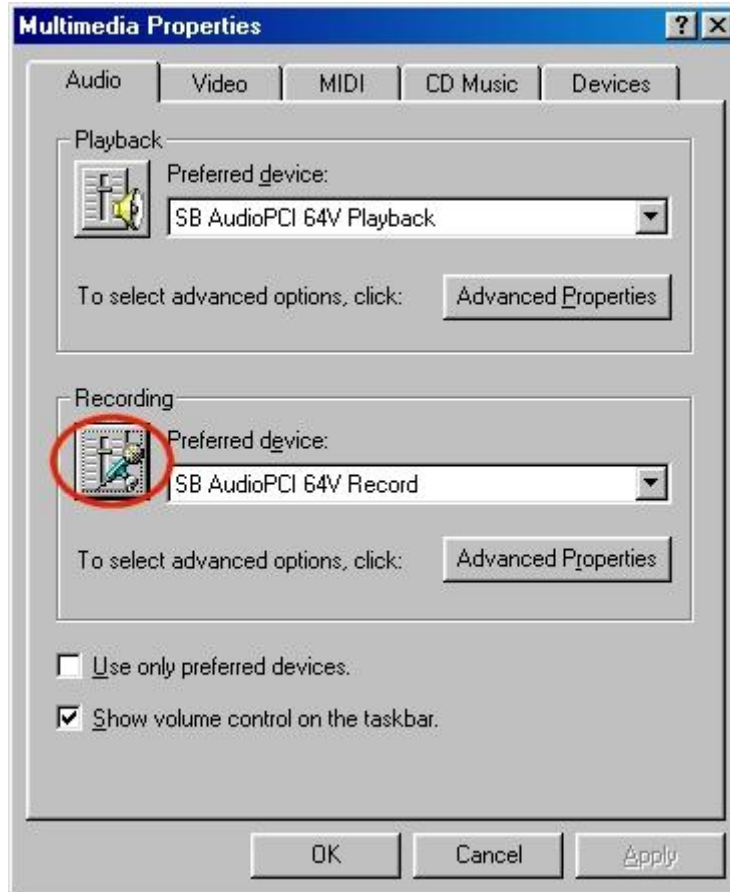 Multimedia Properties
Audio Video MIDI CD Music Devices
Playback
Preferred device:
SB AudioPCI 64V Playback
To select advanced options, click: Advanced Properties
Recording
Preferred device:
SB AudioPCI 64V Record
To select advanced options, click: Advanced Properties
Use only preferred devices.
Show volume control on the taskbar.
OK Cancel Apply